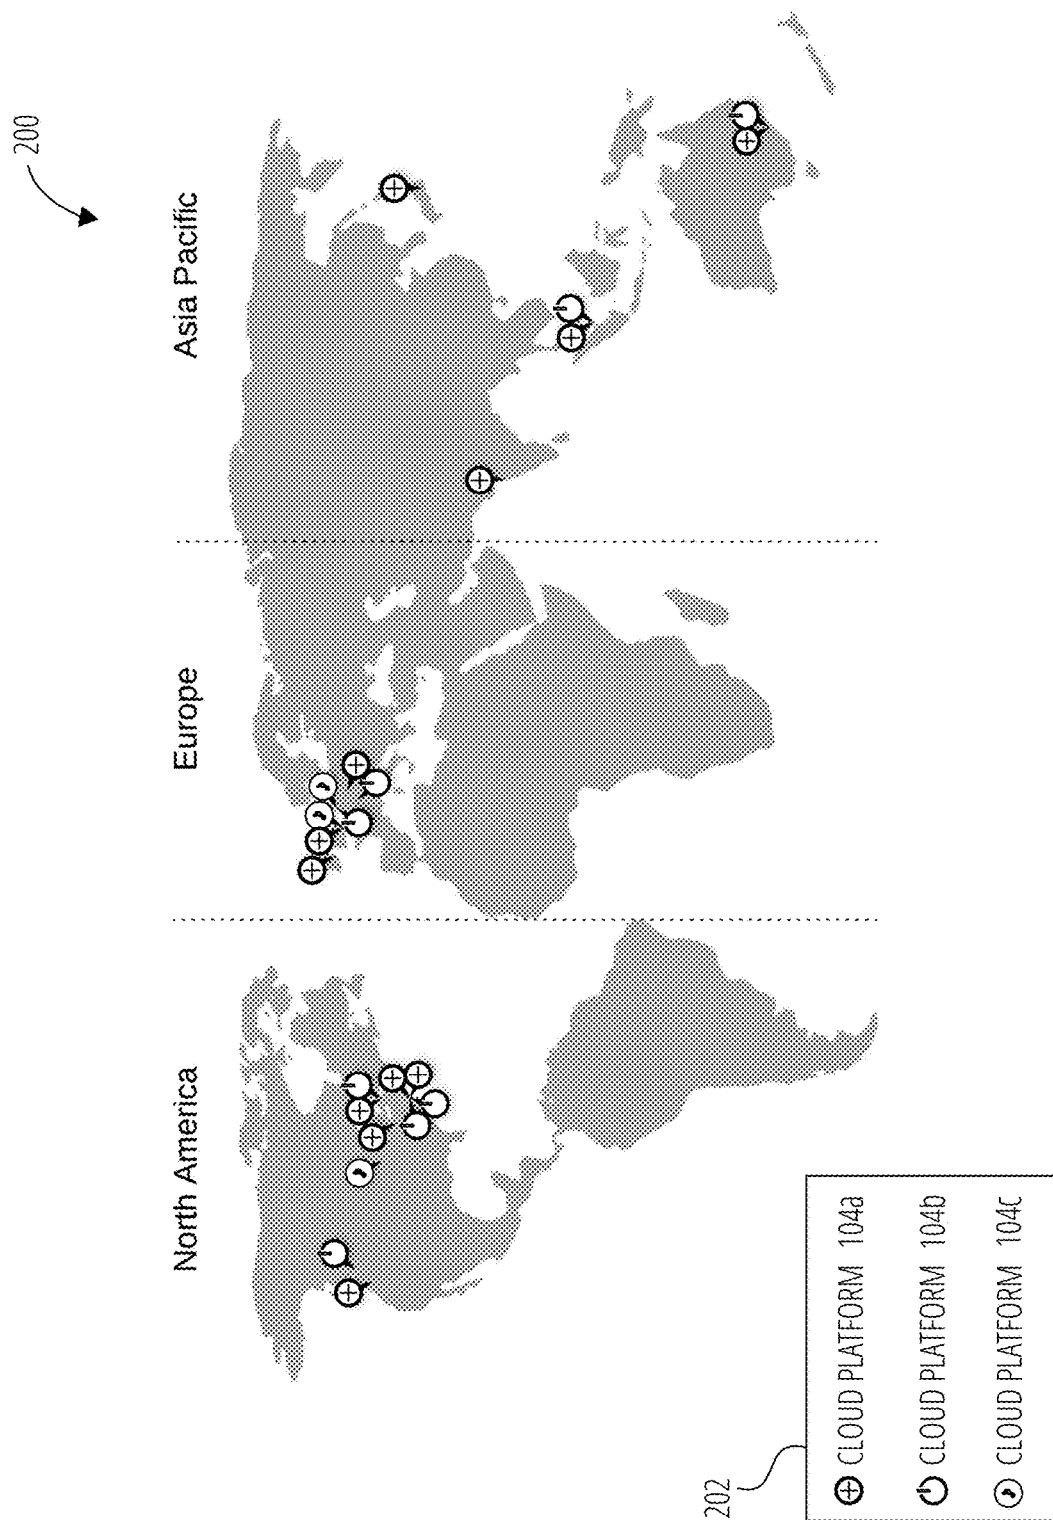 200
North America
Europe
Asia Pacific
202
CLOUD PLATFORM 104a
CLOUD PLATFORM 104b
CLOUD PLATFORM 104c